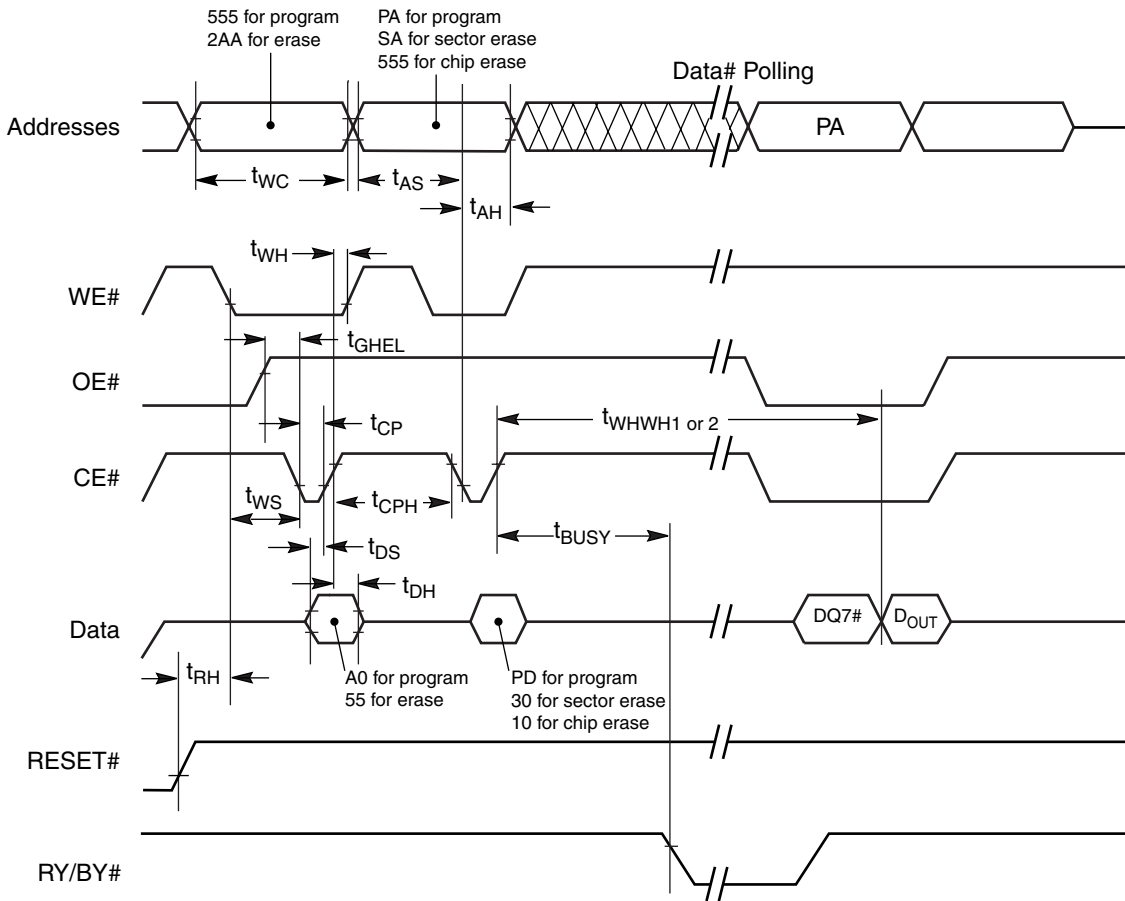 555 for program
2AA for erase
PA for program
SA for sector erase
555 for chip erase
Data# Polling
Addresses
PA
tWC
tAS
tAH
tWH
WE#
tGHEL
OE#
tWHWH1 or 2
tCP
CE#
tWS
tCPH
tBUSY
tDS
tDH
Data
DQ7#
DOUT
tRH
A0 for program
55 for erase
PD for program
30 for sector erase
10 for chip erase
RESET#
RY/BY#